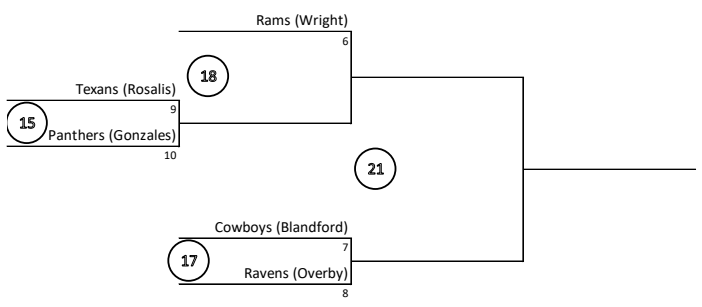 Rams (Wright)
6
18
Texans (Rosalis)
9
15
Panthers (Gonzales)
10
21
Cowboys (Blandford)
7
17
Ravens (Overby)
8